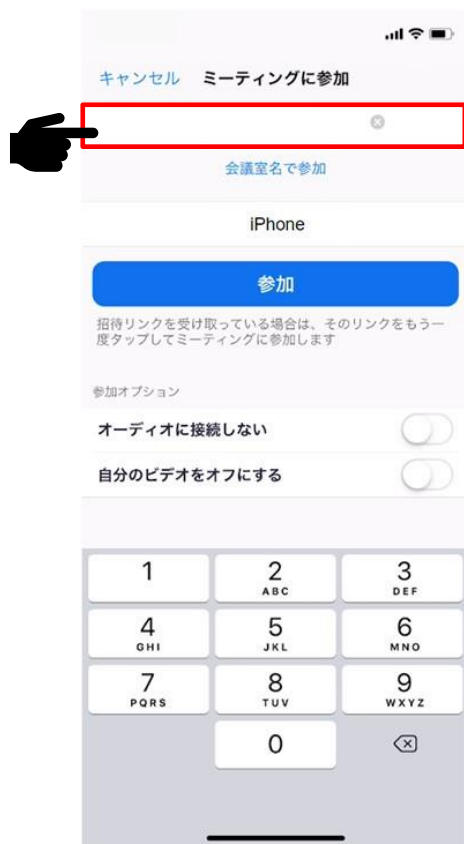 キャンセル ミーティングに参加
会議室名で参加
iPhone
参加
招待リンクを受け取っている場合は、そのリンクをもう一
度タップしてミーティングに参加します
参加オプション
オーディオに接続しない
自分のビデオをオフにする
1 2 3
ABC DEF
4 5 6
GHI JKL MNO
7 8 9
PQRS TUV WXYZ
0